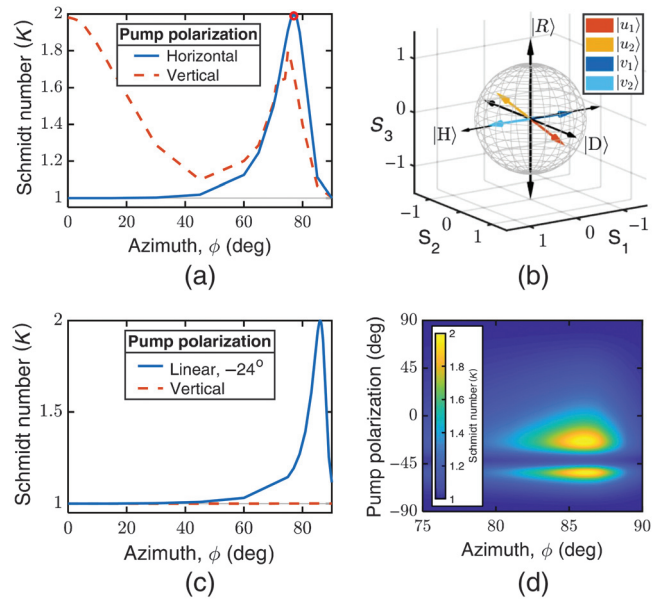 Pump polarization
Horizontal
Vertical
Schmidt number (K)
2
1.8
1.6
1.4
1.2
1
0
20
40
60
80
Azimuth, ϕ (deg)
(a)
|R⟩
|u₁⟩
|u₂⟩
|v₁⟩
|v₂⟩
|H⟩
|D⟩
S₃
1
0
−1
S₂
−1
0
1
S₁
1
0
−1
(b)
Pump polarization
Linear, −24°
Vertical
Schmidt number (K)
2
1.5
1
0
20
40
60
80
Azimuth, ϕ (deg)
(c)
Pump polarization (deg)
90
45
0
−45
−90
2
1.8
1.6
1.4
1.2
1
Schmidt number (K)
75
80
85
90
Azimuth, ϕ (deg)
(d)